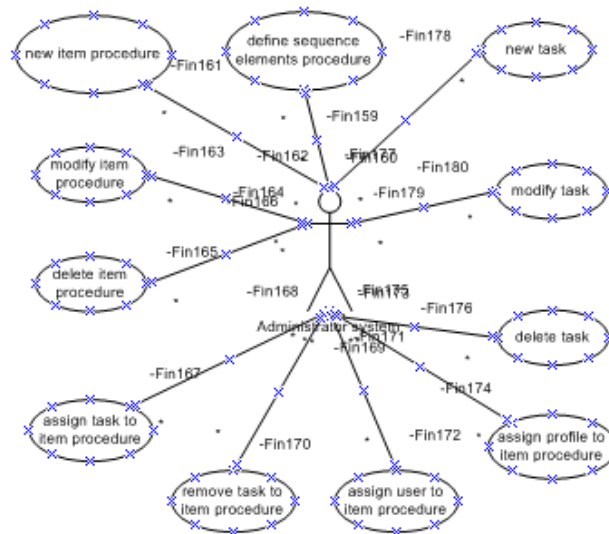 define sequence
elements procedure
-Fin178
new item procedure
new task
-Fin161
-Fin159
-Fin163
-Fin162
-Fin177
-Fin160
modify item
procedure
-Fin180
-Fin164
-Fin166
-Fin179
modify task
-Fin165
delete item
procedure
-Fin168
-Fin175
-Fin173
-Fin176
Administrator system
-Fin171
delete task
-Fin169
-Fin167
-Fin174
assign task to
item procedure
-Fin170
-Fin172
assign profile to
item procedure
remove task to
item procedure
assign user to
item procedure